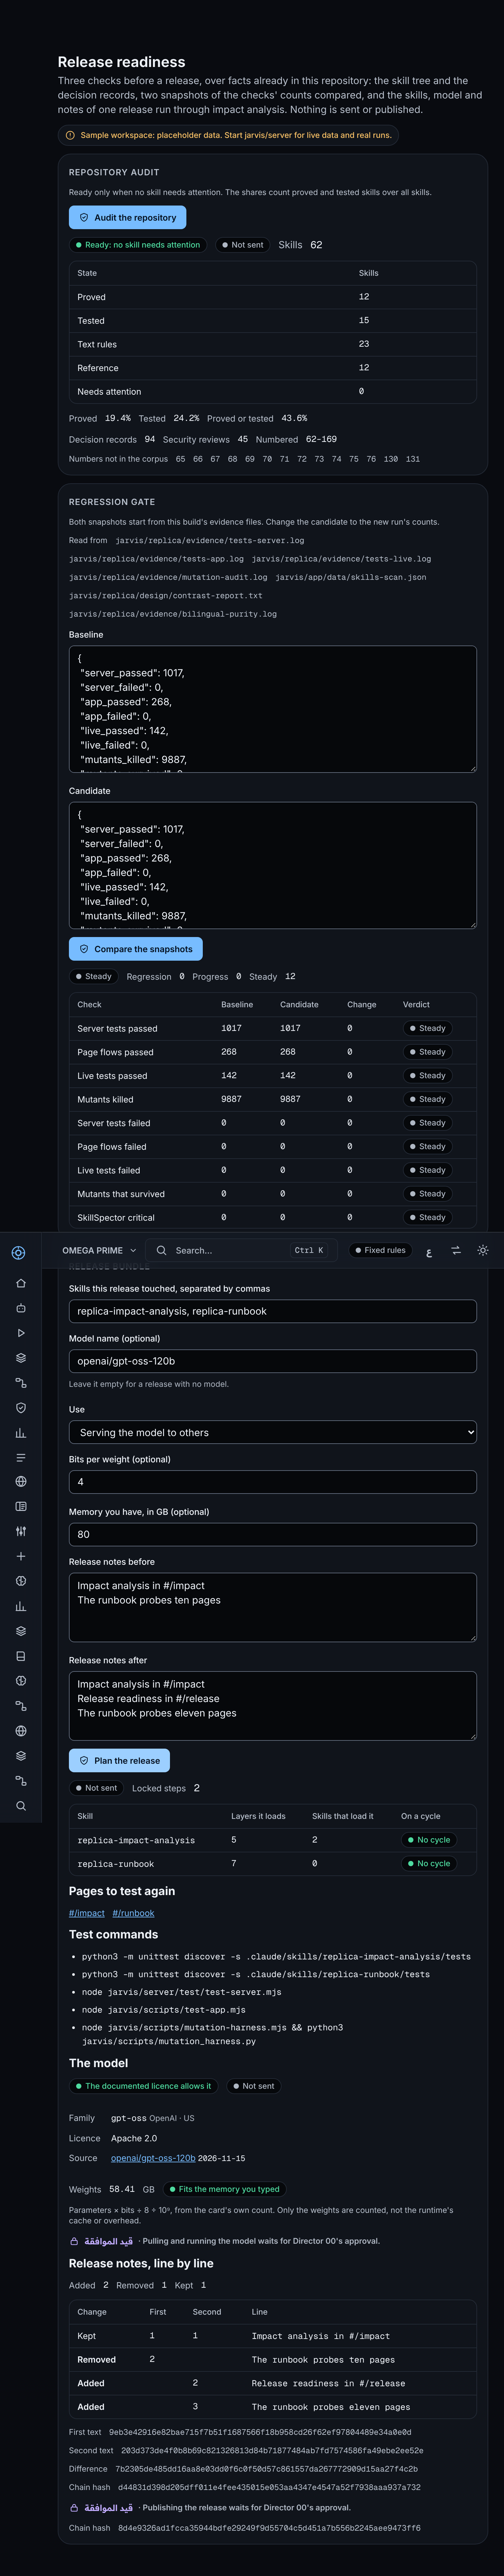 Release readiness
Three checks before a release, over facts already in this repository: the skill tree and the
decision records, two snapshots of the checks' counts compared, and the skills, model and
notes of one release run through impact analysis. Nothing is sent or published.
Sample workspace: placeholder data. Start jarvis/server for live data and real runs.
REPOSITORY AUDIT
Ready only when no skill needs attention. The shares count proved and tested skills over all skills.
Audit the repository
Ready: no skill needs attention Not sent Skills 62
State Skills
Proved 12
Tested 15
Text rules 23
Reference 12
Needs attention 0
Proved 19.4% Tested 24.2% Proved or tested 43.6%
Decision records 94 Security reviews 45 Numbered 62–169
Numbers not in the corpus 65 66 67 68 69 70 71 72 73 74 75 76 130 131
REGRESSION GATE
Both snapshots start from this build's evidence files. Change the candidate to the new run's counts.
Read from jarvis/replica/evidence/tests-server.log
jarvis/replica/evidence/tests-app.log jarvis/replica/evidence/tests-live.log
jarvis/replica/evidence/mutation-audit.log jarvis/app/data/skills-scan.json
jarvis/replica/design/contrast-report.txt
jarvis/replica/evidence/bilingual-purity.log
Baseline
{
"server_passed": 1017,
"server_failed": 0,
"app_passed": 268,
"app_failed": 0,
"live_passed": 142,
"live_failed": 0,
"mutants_killed": 9887,
Candidate
{
"server_passed": 1017,
"server_failed": 0,
"app_passed": 268,
"app_failed": 0,
"live_passed": 142,
"live_failed": 0,
"mutants_killed": 9887,
Compare the snapshots
Steady Regression 0 Progress 0 Steady 12
Check Baseline Candidate Change Verdict
Server tests passed 1017 1017 0 Steady
Page flows passed 268 268 0 Steady
Live tests passed 142 142 0 Steady
Mutants killed 9887 9887 0 Steady
Server tests failed 0 0 0 Steady
Page flows failed 0 0 0 Steady
Live tests failed 0 0 0 Steady
Mutants that survived 0 0 0 Steady
SkillSpector critical 0 0 0 Steady
OMEGA PRIME Search... Ctrl K Fixed rules ع
RELEASE BUNDLE
Skills this release touched, separated by commas
replica-impact-analysis, replica-runbook
Model name (optional)
openai/gpt-oss-120b
Leave it empty for a release with no model.
Use
Serving the model to others
Bits per weight (optional)
4
Memory you have, in GB (optional)
80
Release notes before
Impact analysis in #/impact
The runbook probes ten pages
Release notes after
Impact analysis in #/impact
Release readiness in #/release
The runbook probes eleven pages
Plan the release
Not sent Locked steps 2
Skill Layers it loads Skills that load it On a cycle
replica-impact-analysis 5 2 No cycle
replica-runbook 7 0 No cycle
Pages to test again
#/impact #/runbook
Test commands
• python3 -m unittest discover -s .claude/skills/replica-impact-analysis/tests
• python3 -m unittest discover -s .claude/skills/replica-runbook/tests
• node jarvis/server/test/test-server.mjs
• node jarvis/scripts/test-app.mjs
• node jarvis/scripts/mutation-harness.mjs && python3
jarvis/scripts/mutation_harness.py
The model
The documented licence allows it Not sent
Family gpt-oss OpenAI · US
Licence Apache 2.0
Source openai/gpt-oss-120b 2026-11-15
Weights 58.41 GB Fits the memory you typed
Parameters × bits ÷ 8 ÷ 10⁹, from the card's own count. Only the weights are counted, not the runtime's
cache or overhead.
قيد الموافقة · Pulling and running the model waits for Director 00's approval.
Release notes, line by line
Added 2 Removed 1 Kept 1
Change First Second Line
Kept 1 1 Impact analysis in #/impact
Removed 2 The runbook probes ten pages
Added 2 Release readiness in #/release
Added 3 The runbook probes eleven pages
First text 9eb3e42916e82bae715f7b51f1687566f18b958cd26f62ef97804489e34a0e0d
Second text 203d373de4f0b8b69c821326813d84b71877484ab7fd7574586fa49ebe2ee52e
Difference 7b2305de485dd16aa8e03dd0f6c0f50d57c861557da267772909d15aa27f4c2b
Chain hash d44831d398d205dff011e4fee435015e053aa4347e4547a52f7938aaa937a732
قيد الموافقة · Publishing the release waits for Director 00's approval.
Chain hash 8d4e9326ad1fcca35944bdfe29249f9d55704c5d451a7b556b2245aee9473ff6